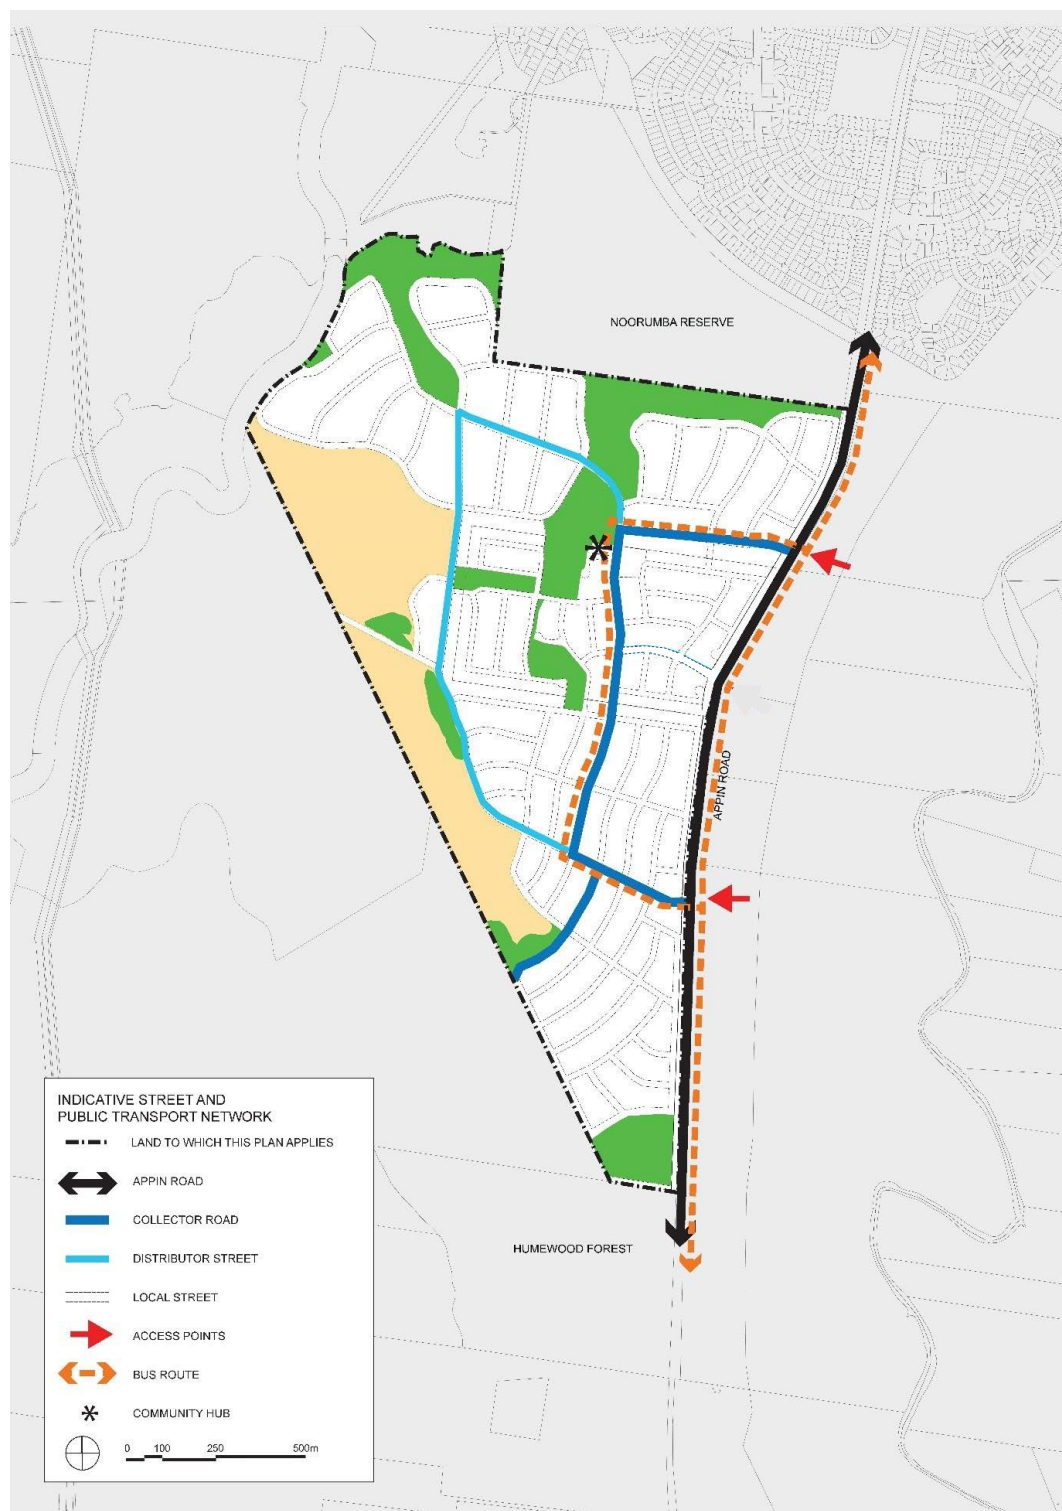 NOORUMBA RESERVE
APPIN ROAD
HUMEWOOD FOREST
INDICATIVE STREET AND
PUBLIC TRANSPORT NETWORK
LAND TO WHICH THIS PLAN APPLIES
APPIN ROAD
COLLECTOR ROAD
DISTRIBUTOR STREET
LOCAL STREET
ACCESS POINTS
BUS ROUTE
COMMUNITY HUB
0 100 250 500m